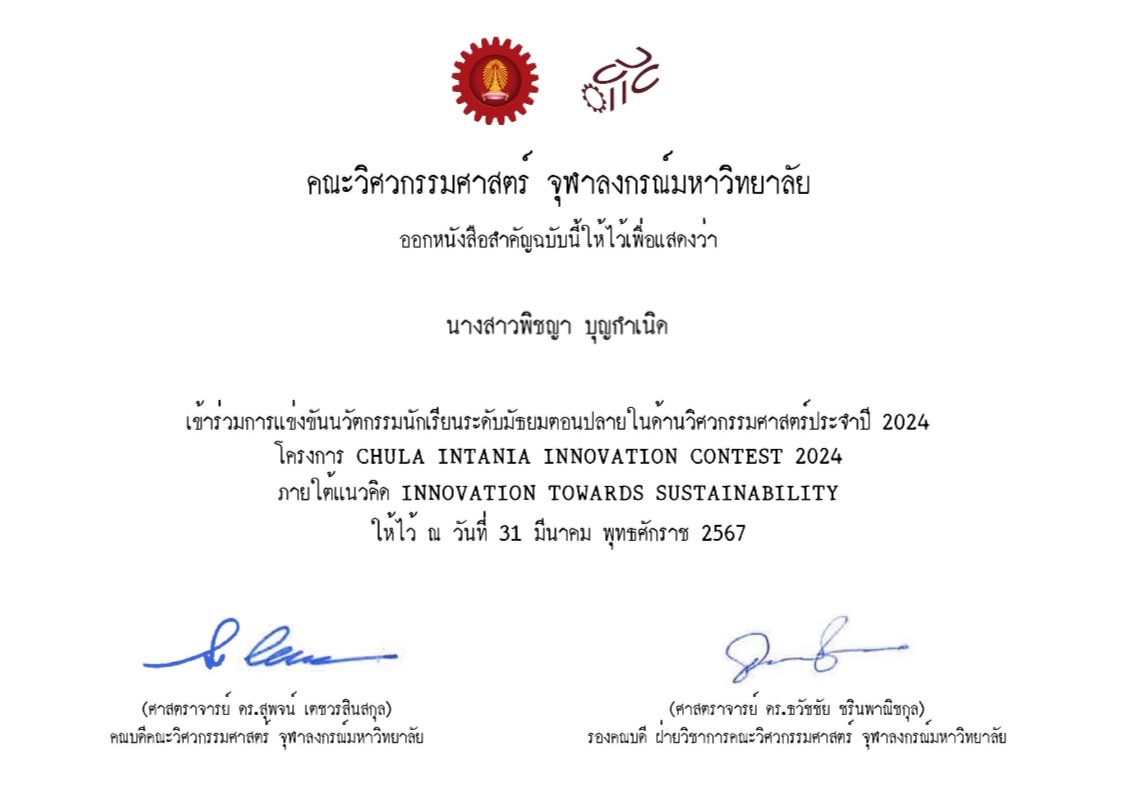 คณะวิศวกรรมศาสตร์ จุฬาลงกรณ์มหาวิทยาลัย
ออกหนังสือสำคัญฉบับนี้ให้ไว้เพื่อแสดงว่า
นางสาวพิชญา บุญกำเนิด
เข้าร่วมการแข่งขันนวัตกรรมนักเรียนระดับมัธยมตอนปลายในด้านวิศวกรรมศาสตร์ประจำปี 2024
โครงการ CHULA INTANIA INNOVATION CONTEST 2024
ภายใต้แนวคิด INNOVATION TOWARDS SUSTAINABILITY
ให้ไว้ ณ วันที่ 31 มีนาคม พุทธศักราช 2567
(ศาสตราจารย์ ดร.สุพจน์ เตชวรสินสกุล)
คณบดีคณะวิศวกรรมศาสตร์ จุฬาลงกรณ์มหาวิทยาลัย
(ศาสตราจารย์ ดร.ธวัชชัย ชรินพาณิชกุล)
รองคณบดี ฝ่ายวิชาการคณะวิศวกรรมศาสตร์ จุฬาลงกรณ์มหาวิทยาลัย